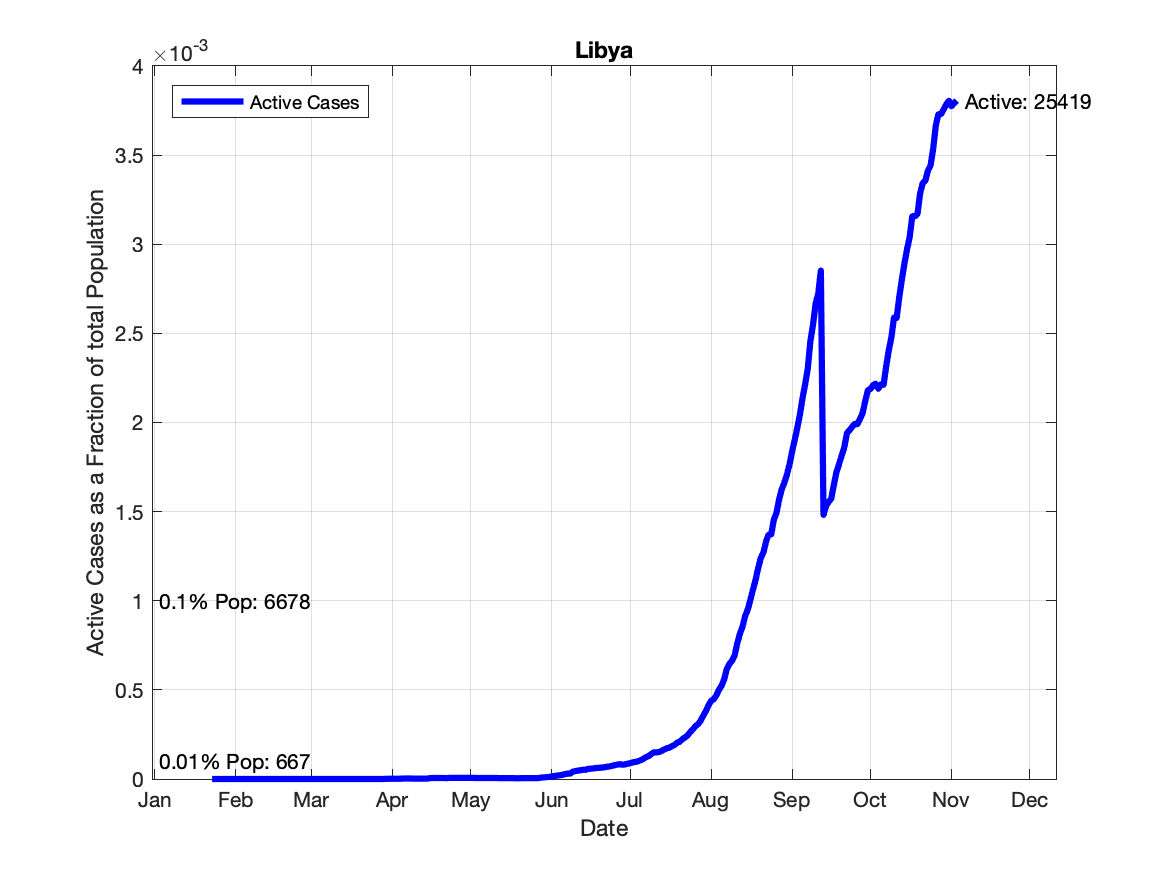 Libya
×10-3
4
3.5
3
2.5
2
1.5
1
0.5
0
Active Cases as a Fraction of total Population
Active Cases
Active: 25419
0.1% Pop: 6678
0.01% Pop: 667
Jan Feb Mar Apr May Jun Jul Aug Sep Oct Nov Dec
Date